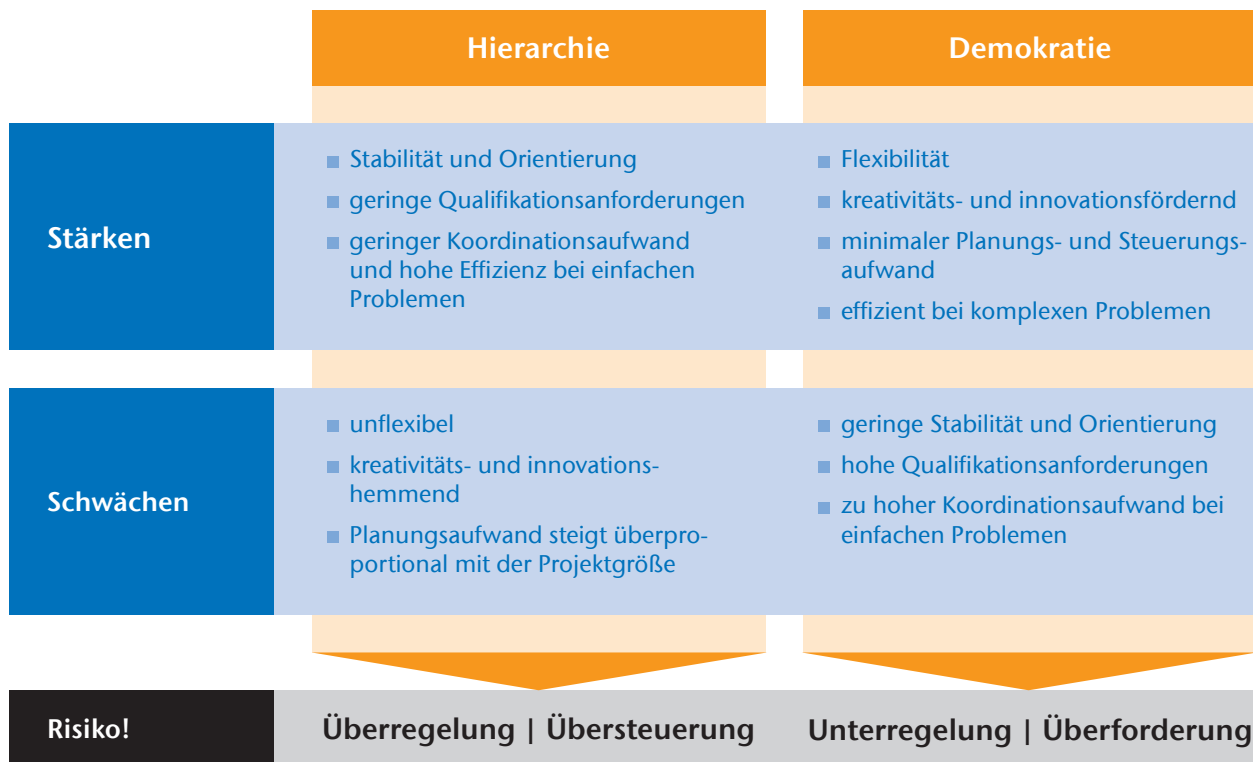 Hierarchie
Demokratie
Stärken
Stabilität und Orientierung
geringe Qualifikationsanforderungen
geringer Koordinationsaufwand
und hohe Effizienz bei einfachen
Problemen
Flexibilität
kreativitäts- und innovationsfördernd
minimaler Planungs- und Steuerungs-
aufwand
effizient bei komplexen Problemen
Schwächen
unflexibel
kreativitäts- und innovations-
hemmend
Planungsaufwand steigt überpro-
portional mit der Projektgröße
geringe Stabilität und Orientierung
hohe Qualifikationsanforderungen
zu hoher Koordinationsaufwand bei
einfachen Problemen
Risiko!
Überregelung | Übersteuerung
Unterregelung | Überforderung